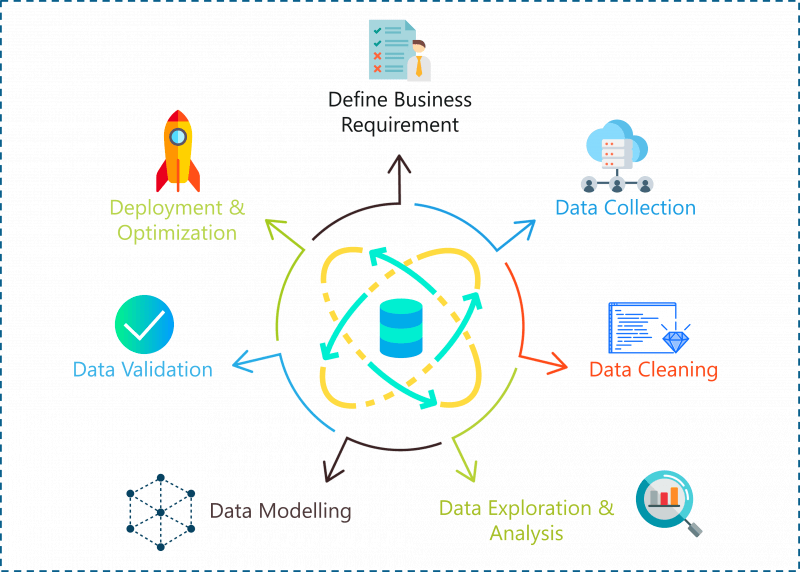 Define Business
Requirement
Data Collection
Data Cleaning
Data Exploration &
Analysis
Data Modelling
Data Validation
Deployment &
Optimization